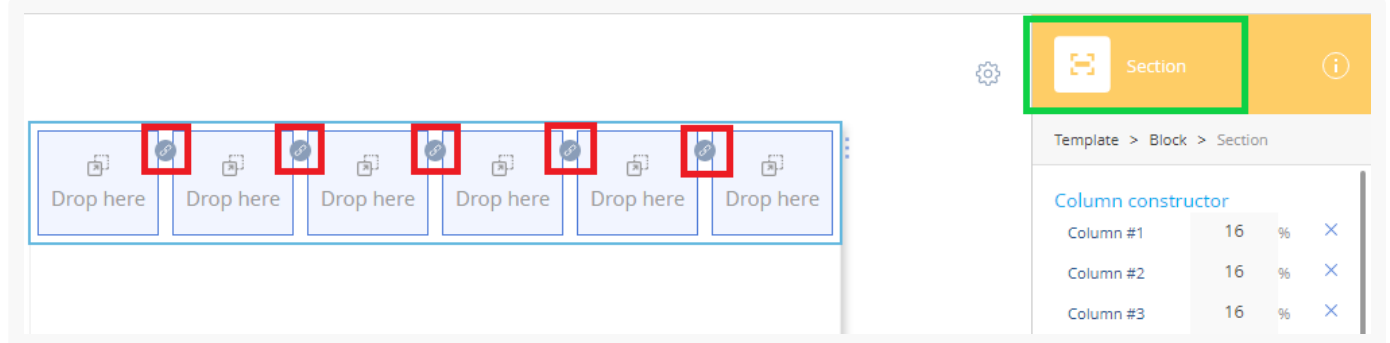 Section
Template > Block > Section
Drop here Drop here Drop here Drop here Drop here Drop here
Column constructor
Column #1 16 %
Column #2 16 %
Column #3 16 %